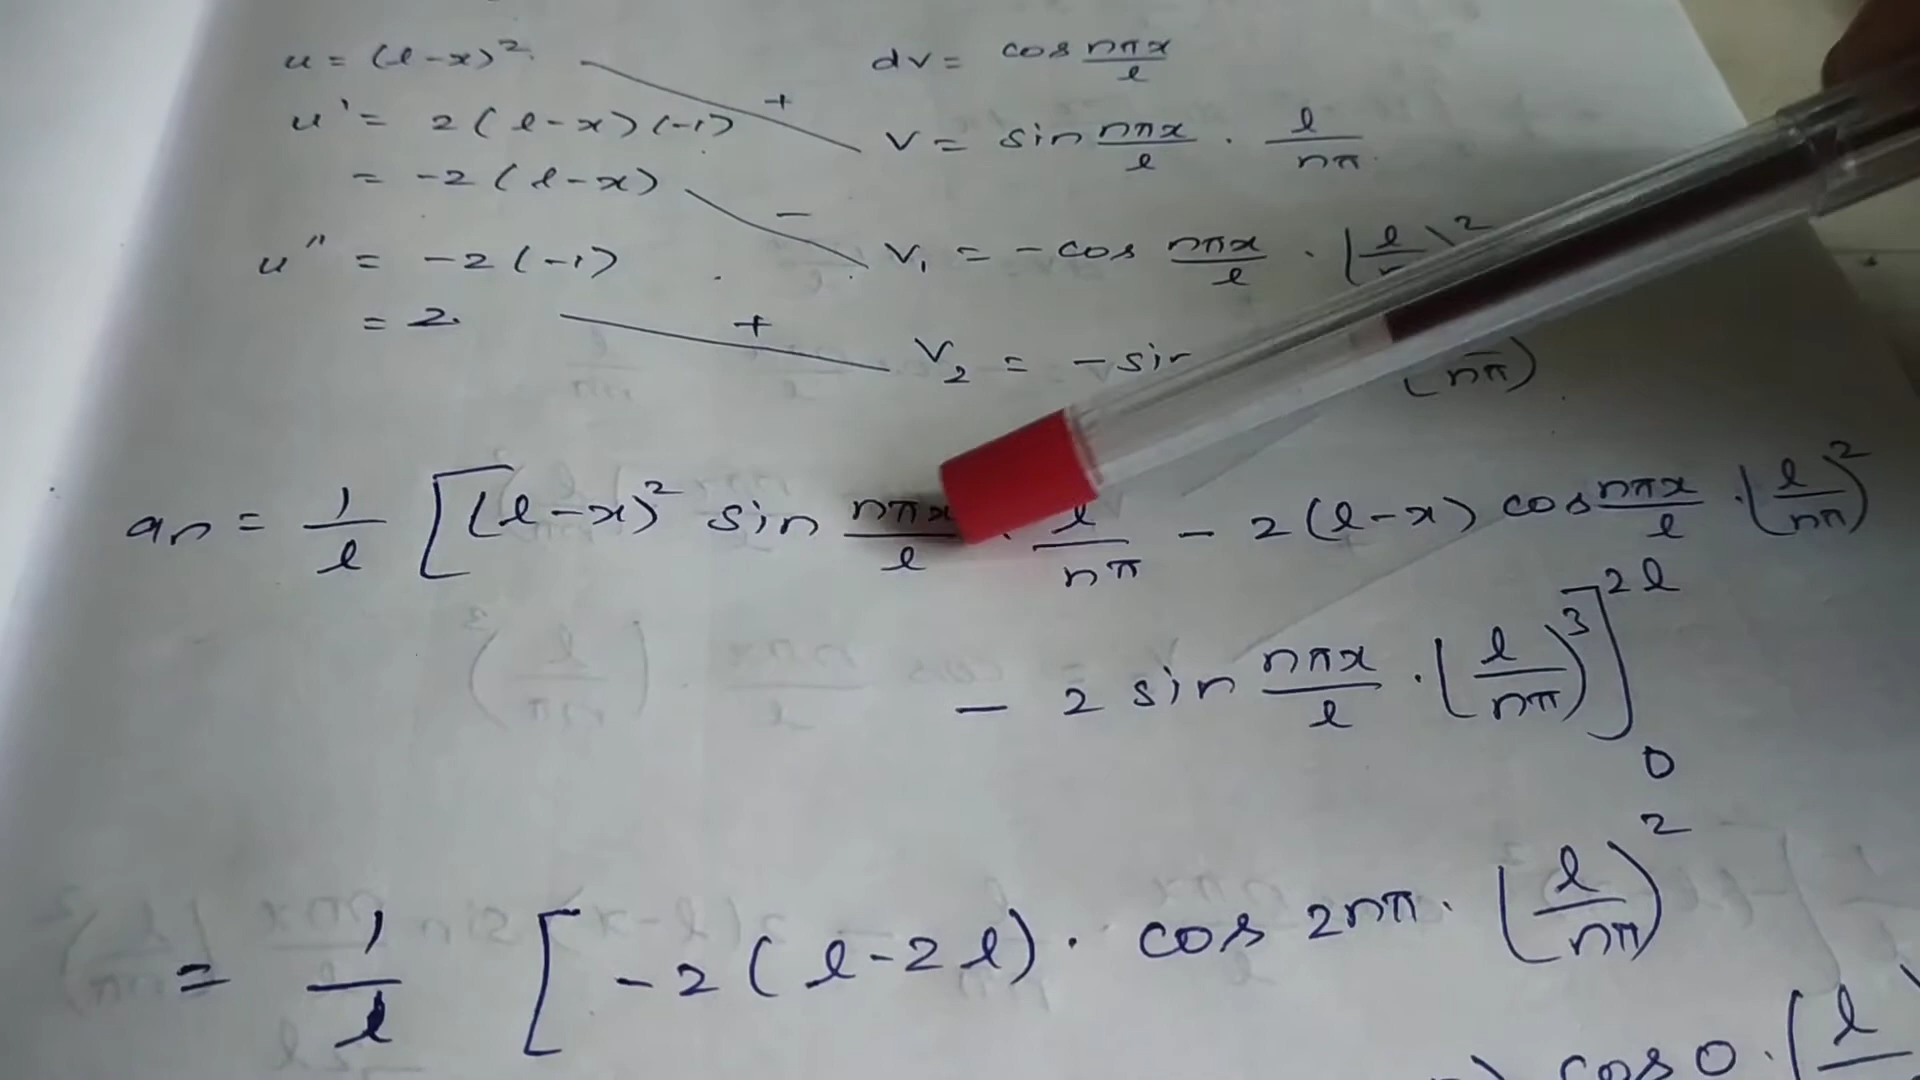 u = (l-x)² dv = cos nπx/l
u' = 2(l-x)(-1) + v = sin nπx/l · l/nπ
= -2(l-x) -
u'' = -2(-1) v₁ = -cos nπx/l · (l/ )²
= 2. + v₂ = -sin (nπ)
an = 1/l [(l-x)² sin nπx/l · l/nπ - 2(l-x) cos nπx/l · (l/nπ)²
- 2 sin nπx/l · (l/nπ)³]₀²ˡ
= 1/l [-2(l-2l) · cos 2nπ · (l/nπ)²
) cos 0 · (l/